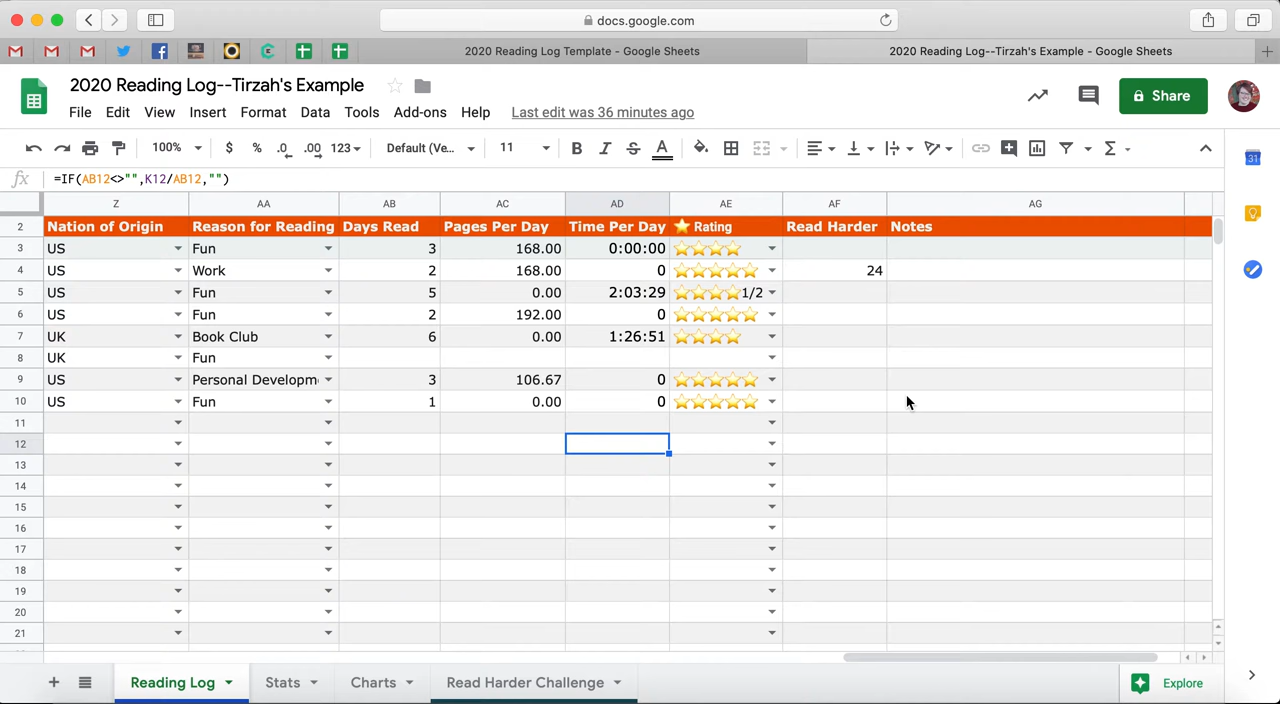 docs.google.com
2020 Reading Log Template - Google Sheets
2020 Reading Log--Tirzah's Example - Google Sheets
2020 Reading Log--Tirzah's Example
File Edit View Insert Format Data Tools Add-ons Help Last edit was 36 minutes ago
Share
100% $ % .0 .00 123 Default (Ve... 11 B I S A Σ
fx =IF(AB12<>"",K12/AB12,"")
Z AA AB AC AD AE AF AG
2 Nation of Origin Reason for Reading Days Read Pages Per Day Time Per Day ⭐ Rating Read Harder Notes
3 US Fun 3 168.00 0:00:00 ⭐⭐⭐⭐
4 US Work 2 168.00 0 ⭐⭐⭐⭐⭐ 24
5 US Fun 5 0.00 2:03:29 ⭐⭐⭐⭐1/2
6 US Fun 2 192.00 0 ⭐⭐⭐⭐⭐
7 UK Book Club 6 0.00 1:26:51 ⭐⭐⭐⭐
8 UK Fun
9 US Personal Developm 3 106.67 0 ⭐⭐⭐⭐⭐
10 US Fun 1 0.00 0 ⭐⭐⭐⭐⭐
11
12
13
14
15
16
17
18
19
20
21
+ Reading Log Stats Charts Read Harder Challenge Explore
31